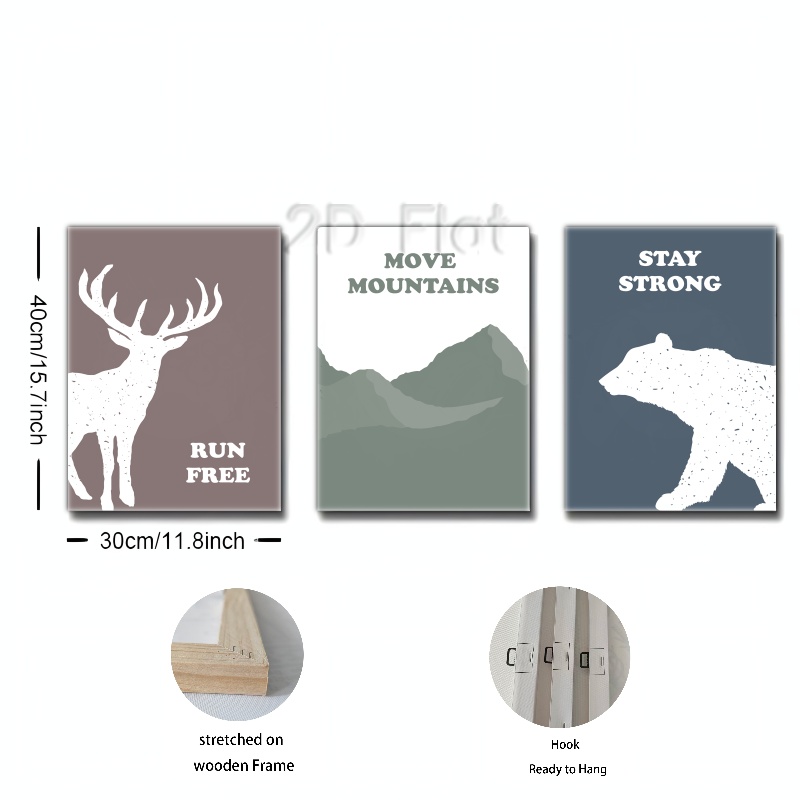 2D Flat
MOVE
MOUNTAINS
STAY
STRONG
RUN
FREE
40cm/15.7inch
30cm/11.8inch
stretched on
wooden Frame
Hook
Ready to Hang